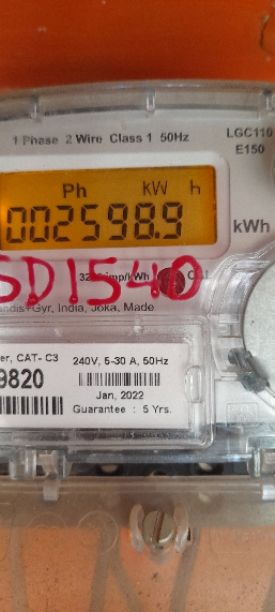 LGC110
1 Phase 2 Wire Class 1 50Hz
E150
Ph kW h
002598.9
kWh
imp/kWh
SD1540
andis+Gyr, India, Joka, Made
er, CAT- C3
9820
240V, 5-30 A, 50Hz
Jan, 2022
Guarantee : 5 Yrs.